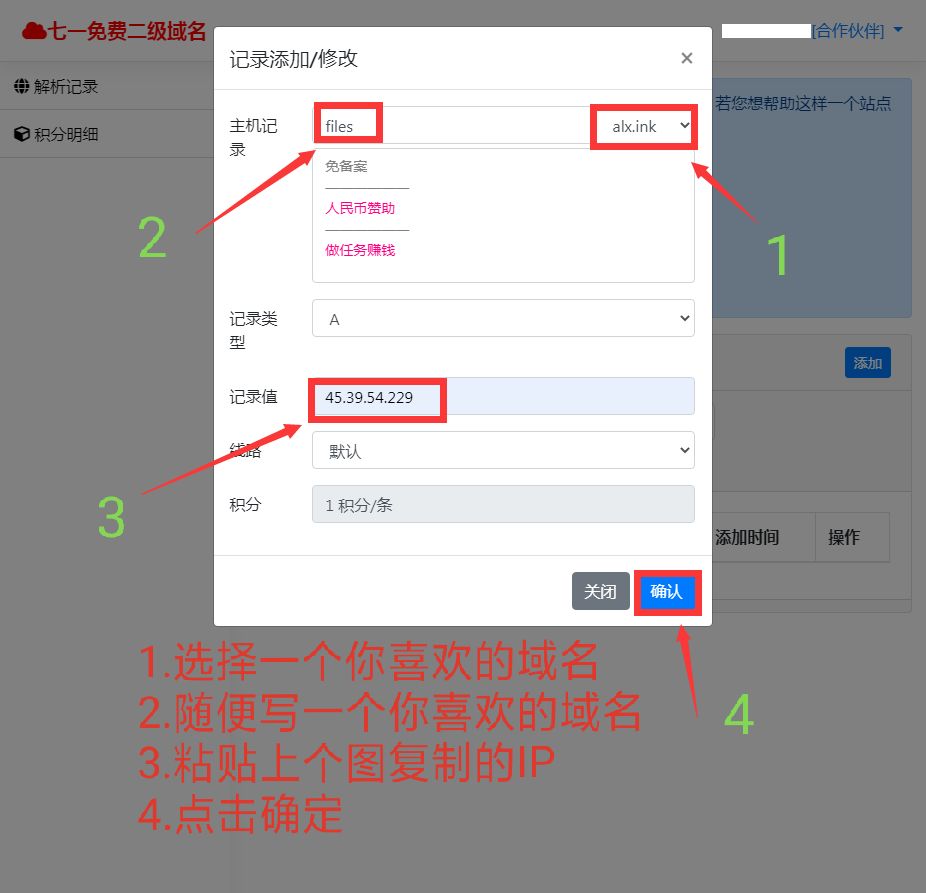 七一免费二级域名
[合作伙伴]
解析记录
积分明细
若您想帮助这样一个站点
记录添加/修改
×
主机记
录
files
alx.ink
免备案
人民币赞助
做任务赚钱
2
1
记录类
型
A
添加
记录值
45.39.54.229
线路
默认
3
积分
1 积分/条
添加时间
操作
关闭
确认
1.选择一个你喜欢的域名
2.随便写一个你喜欢的域名
4
3.粘贴上个图复制的IP
4.点击确定